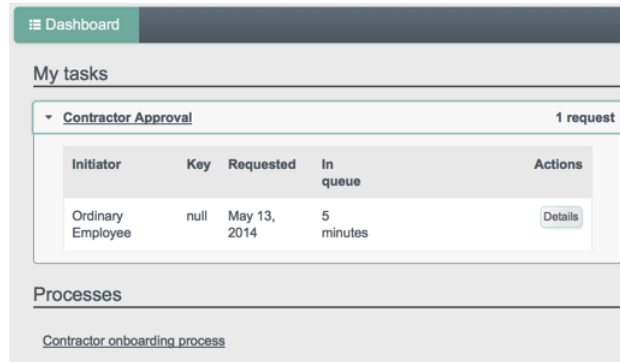 Dashboard
My tasks
Contractor Approval 1 request
Initiator Key Requested In Actions
queue
Ordinary null May 13, 5 Details
Employee 2014 minutes
Processes
Contractor onboarding process